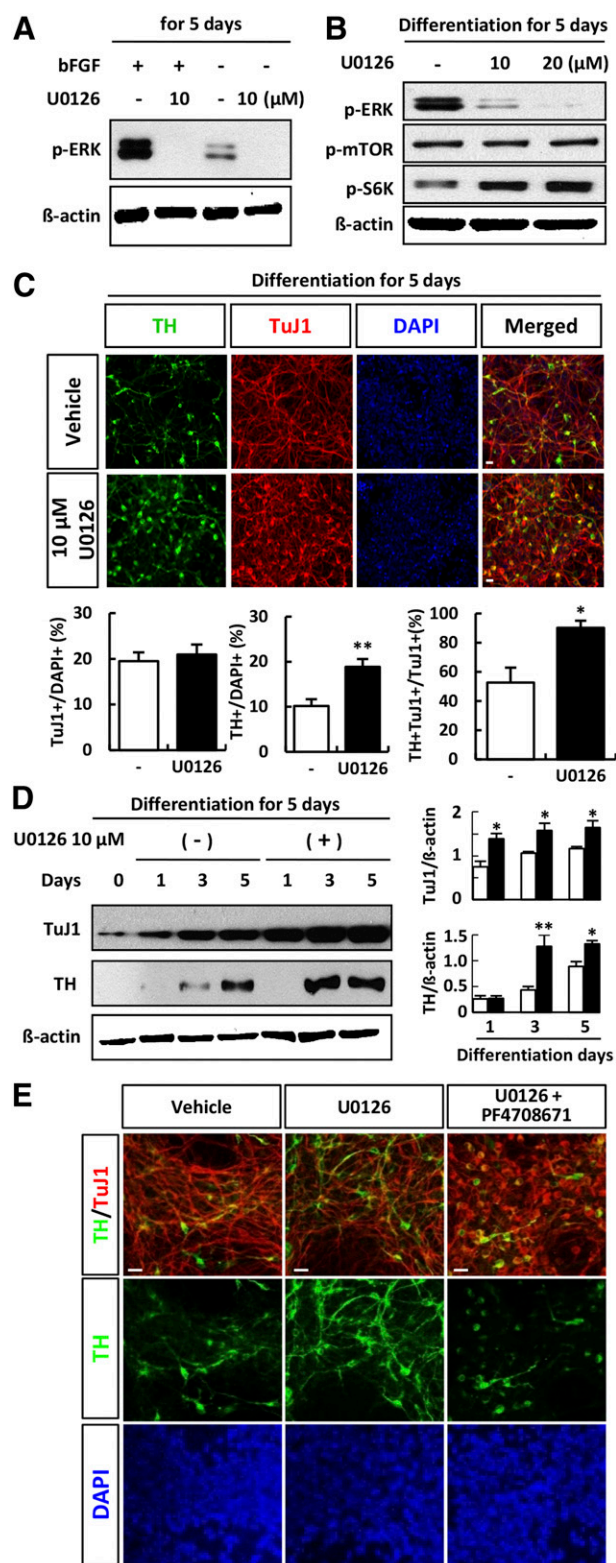 A
for 5 days
bFGF + + - -
U0126 - 10 - 10 (μM)
p-ERK
ß-actin
B
Differentiation for 5 days
U0126 - 10 20 (μM)
p-ERK
p-mTOR
p-S6K
ß-actin
C
Differentiation for 5 days
TH TuJ1 DAPI Merged
Vehicle
10 μM
U0126
TuJ1+/DAPI+ (%)
30
20
10
0
- U0126
TH+/DAPI+ (%)
30
20
10
0
**
- U0126
TH+TuJ1+/TuJ1+(%)
100
80
60
40
20
0
*
- U0126
D
Differentiation for 5 days
U0126 10 μM (-) (+)
Days 0 1 3 5 1 3 5
TuJ1
TH
ß-actin
TuJ1/ß-actin
2
1
0
* * *
TH/ß-actin
1.5
1.0
0.5
0
** *
1 3 5
Differentiation days
E
Vehicle U0126 U0126 +
PF4708671
TH/TuJ1
TH
DAPI